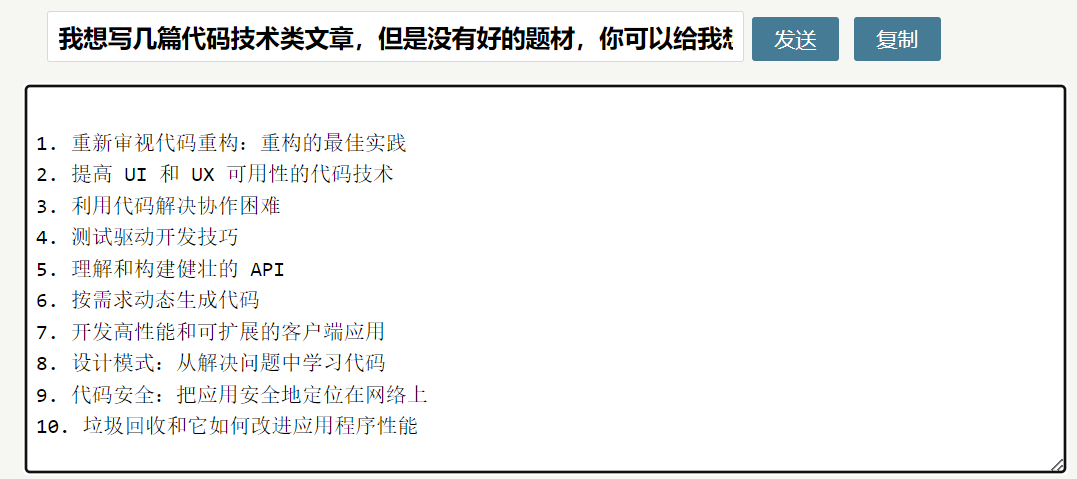 我想写几篇代码技术类文章，但是没有好的题材，你可以给我想
发送
复制
1. 重新审视代码重构：重构的最佳实践
2. 提高 UI 和 UX 可用性的代码技术
3. 利用代码解决协作困难
4. 测试驱动开发技巧
5. 理解和构建健壮的 API
6. 按需求动态生成代码
7. 开发高性能和可扩展的客户端应用
8. 设计模式：从解决问题中学习代码
9. 代码安全：把应用安全地定位在网络上
10. 垃圾回收和它如何改进应用程序性能